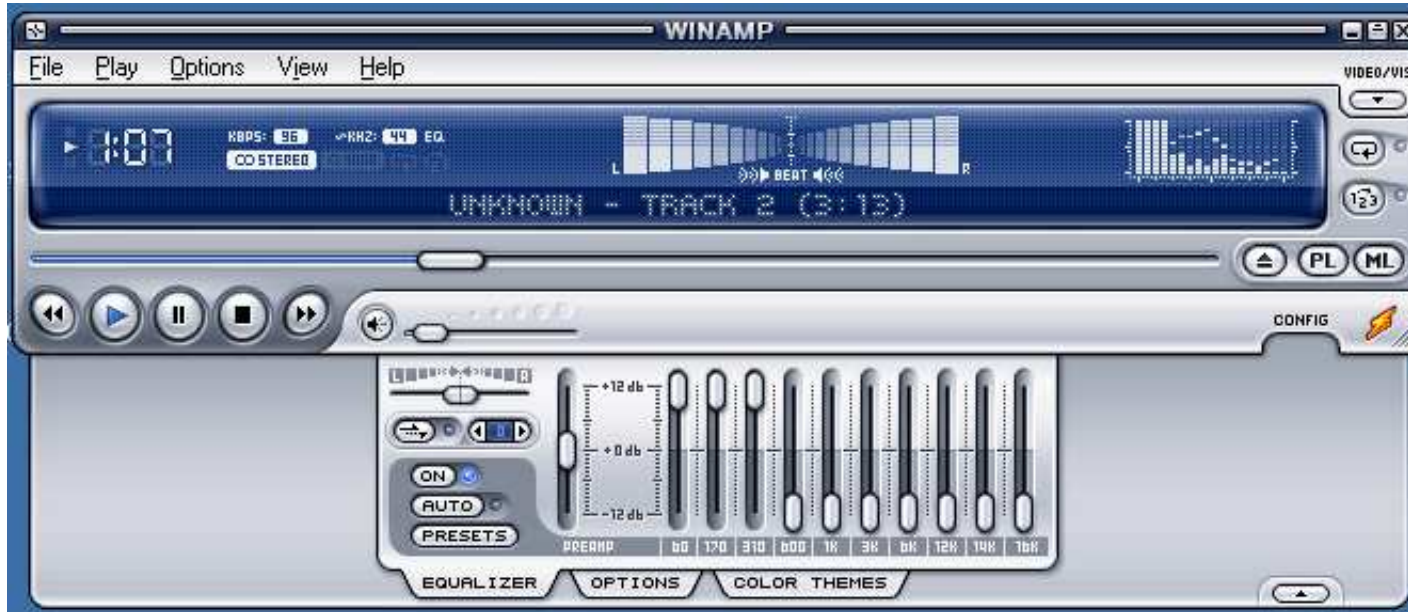 WINAMP
File Play Options View Help
VIDEO/VIS
1:07 KBPS: 96 KHZ: 44 EQ
STEREO
L R
BEAT
UNKNOWN - TRACK 2 (3:13)
PL ML
CONFIG
L R
+12 db
+0 db
-12 db
ON
AUTO
PRESETS
PREAMP 60 170 310 600 1K 3K 6K 12K 14K 16K
EQUALIZER OPTIONS COLOR THEMES